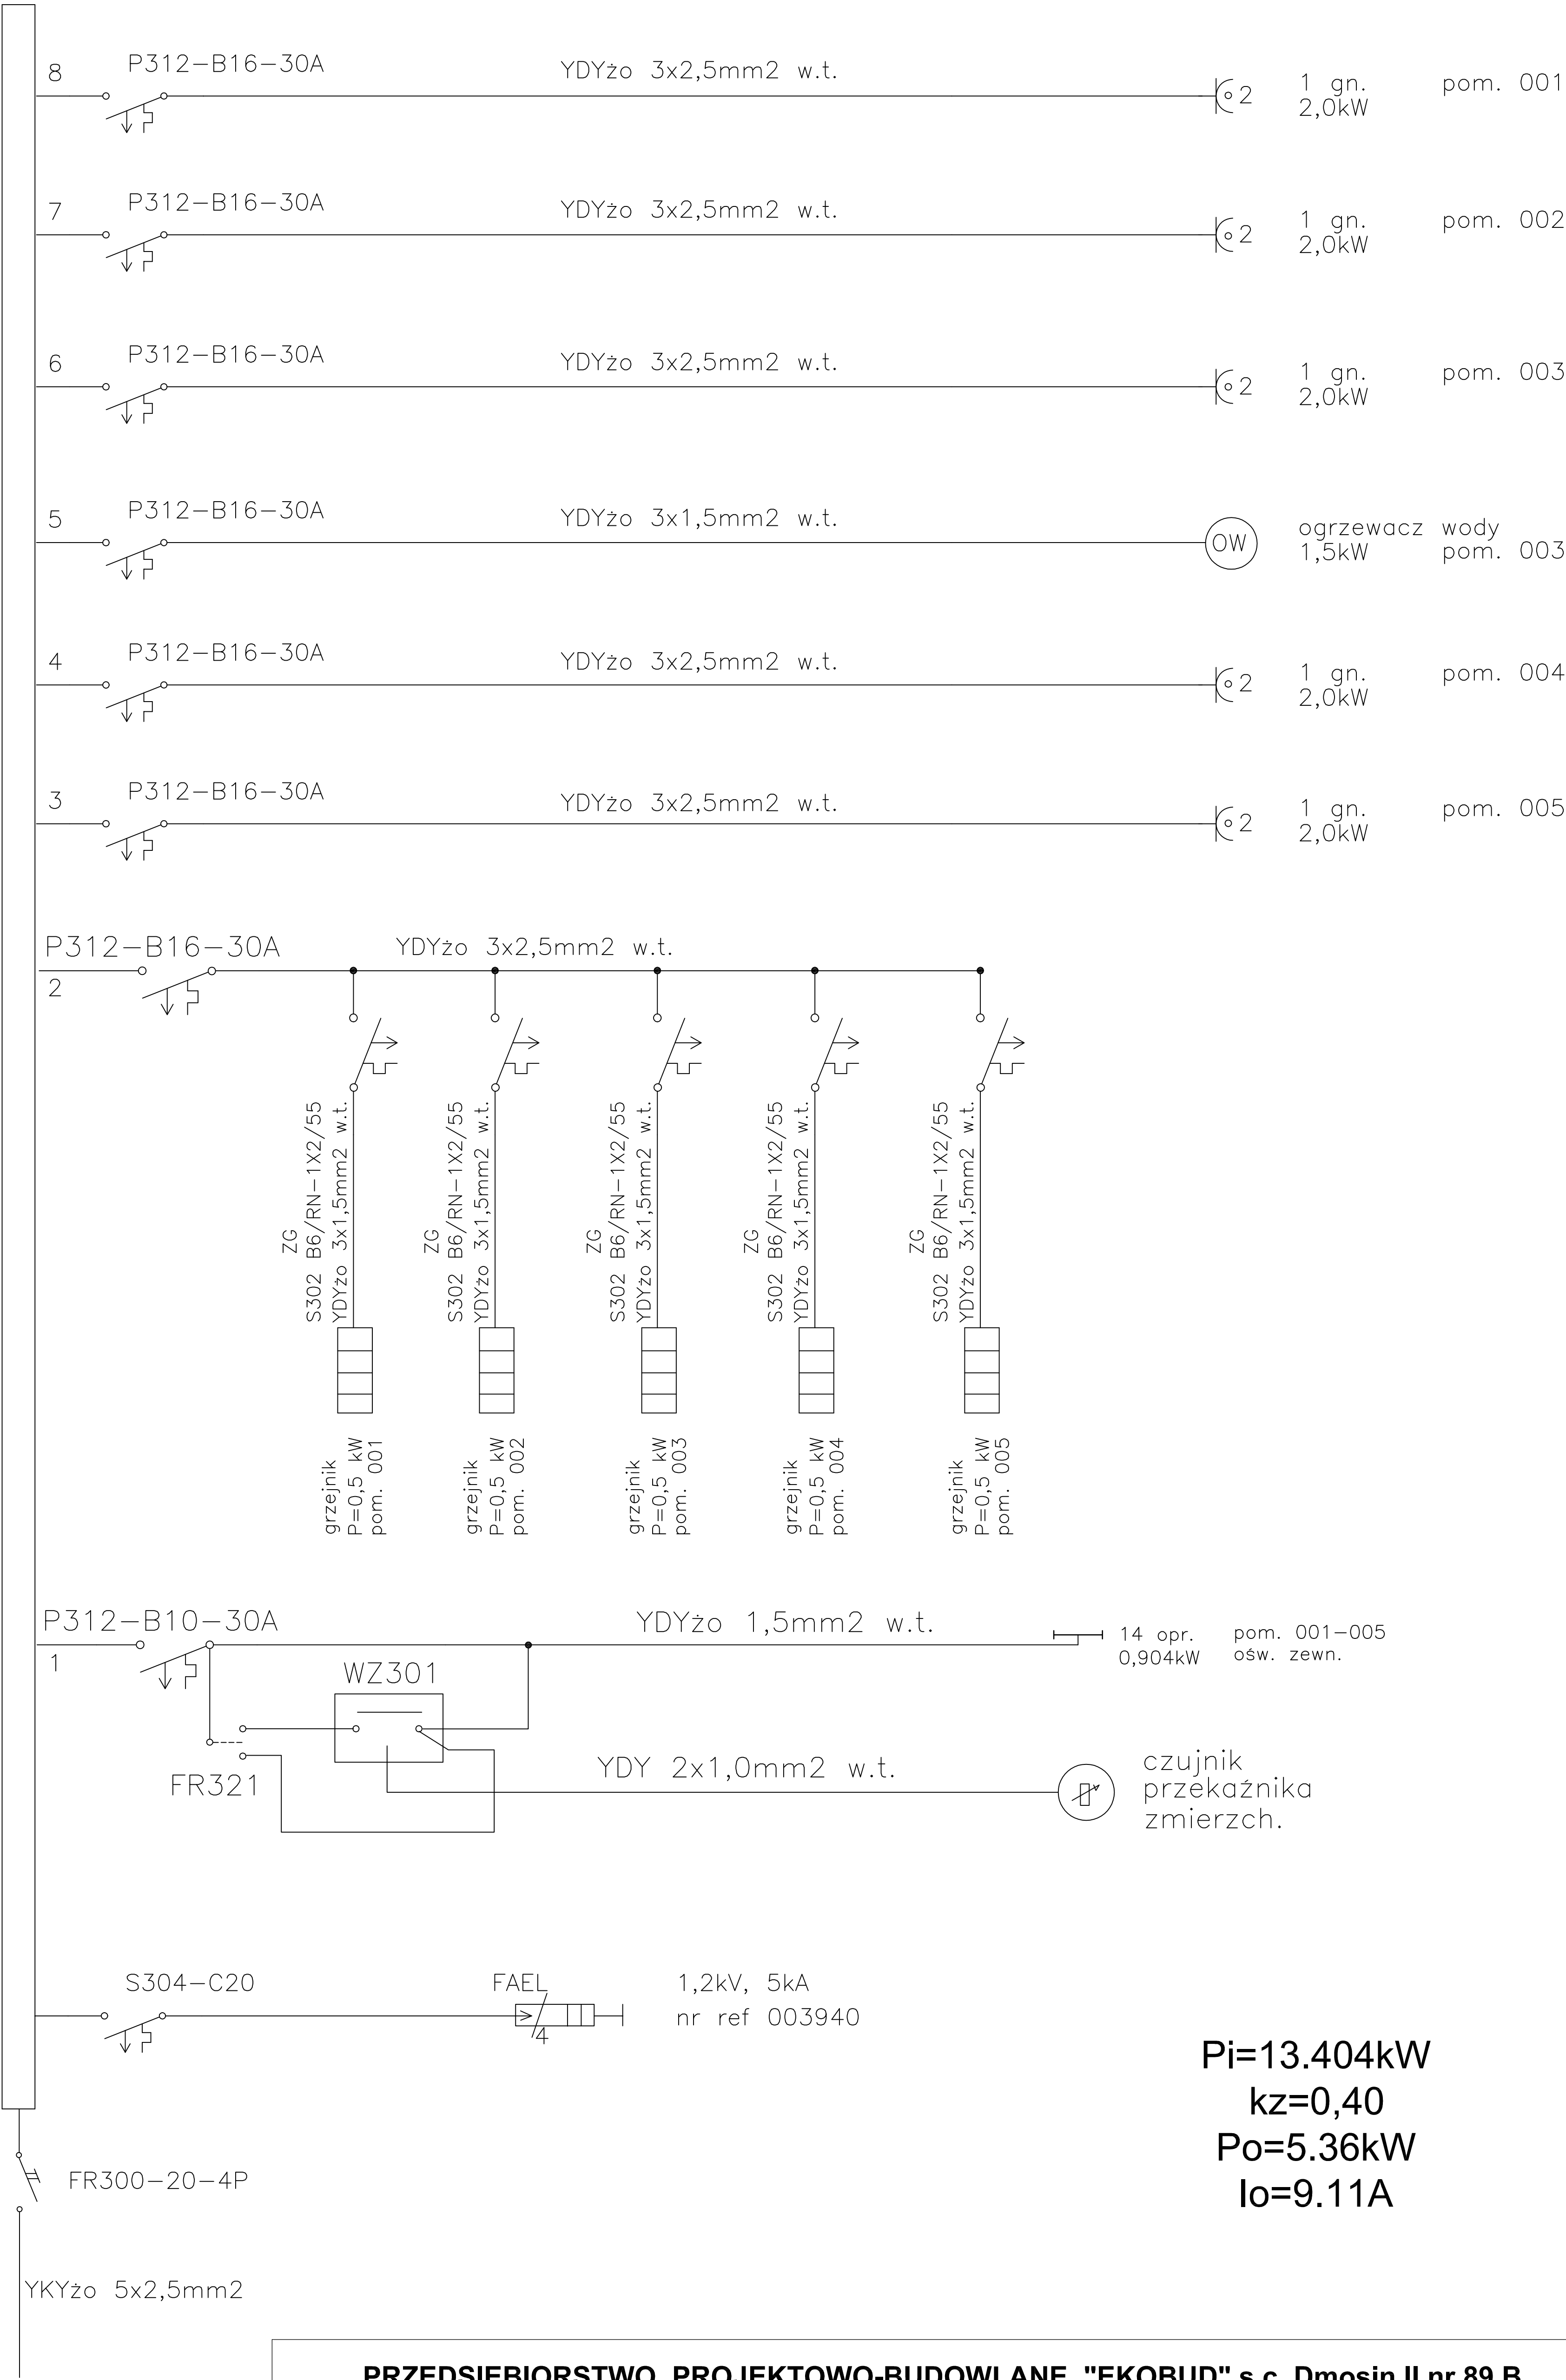 8 P312-B16-30A YDYżo 3x2,5mm2 w.t. 2 1 gn. pom. 001
2,0kW
7 P312-B16-30A YDYżo 3x2,5mm2 w.t. 2 1 gn. pom. 002
2,0kW
6 P312-B16-30A YDYżo 3x2,5mm2 w.t. 2 1 gn. pom. 003
2,0kW
5 P312-B16-30A YDYżo 3x1,5mm2 w.t. OW ogrzewacz wody
1,5kW pom. 003
4 P312-B16-30A YDYżo 3x2,5mm2 w.t. 2 1 gn. pom. 004
2,0kW
3 P312-B16-30A YDYżo 3x2,5mm2 w.t. 2 1 gn. pom. 005
2,0kW
P312-B16-30A YDYżo 3x2,5mm2 w.t.
2
ZG
S302 B6/RN-1X2/55
YDYżo 3x1,5mm2 w.t.
ZG
S302 B6/RN-1X2/55
YDYżo 3x1,5mm2 w.t.
ZG
S302 B6/RN-1X2/55
YDYżo 3x1,5mm2 w.t.
ZG
S302 B6/RN-1X2/55
YDYżo 3x1,5mm2 w.t.
ZG
S302 B6/RN-1X2/55
YDYżo 3x1,5mm2 w.t.
grzejnik
P=0,5 kW
pom. 001
grzejnik
P=0,5 kW
pom. 002
grzejnik
P=0,5 kW
pom. 003
grzejnik
P=0,5 kW
pom. 004
grzejnik
P=0,5 kW
pom. 005
P312-B10-30A YDYżo 1,5mm2 w.t.
1
14 opr. pom. 001-005
0,904kW ośw. zewn.
WZ301
FR321
YDY 2x1,0mm2 w.t.
czujnik
przekaźnika
zmierzch.
S304-C20 FAEL 1,2kV, 5kA
4 nr ref 003940
Pi=13.404kW
kz=0,40
Po=5.36kW
Io=9.11A
FR300-20-4P
YKYżo 5x2,5mm2
PRZEDSIĘBIORSTWO PROJEKTOWO-BUDOWLANE "EKOBUD" s.c. Dmosin II nr 89 B